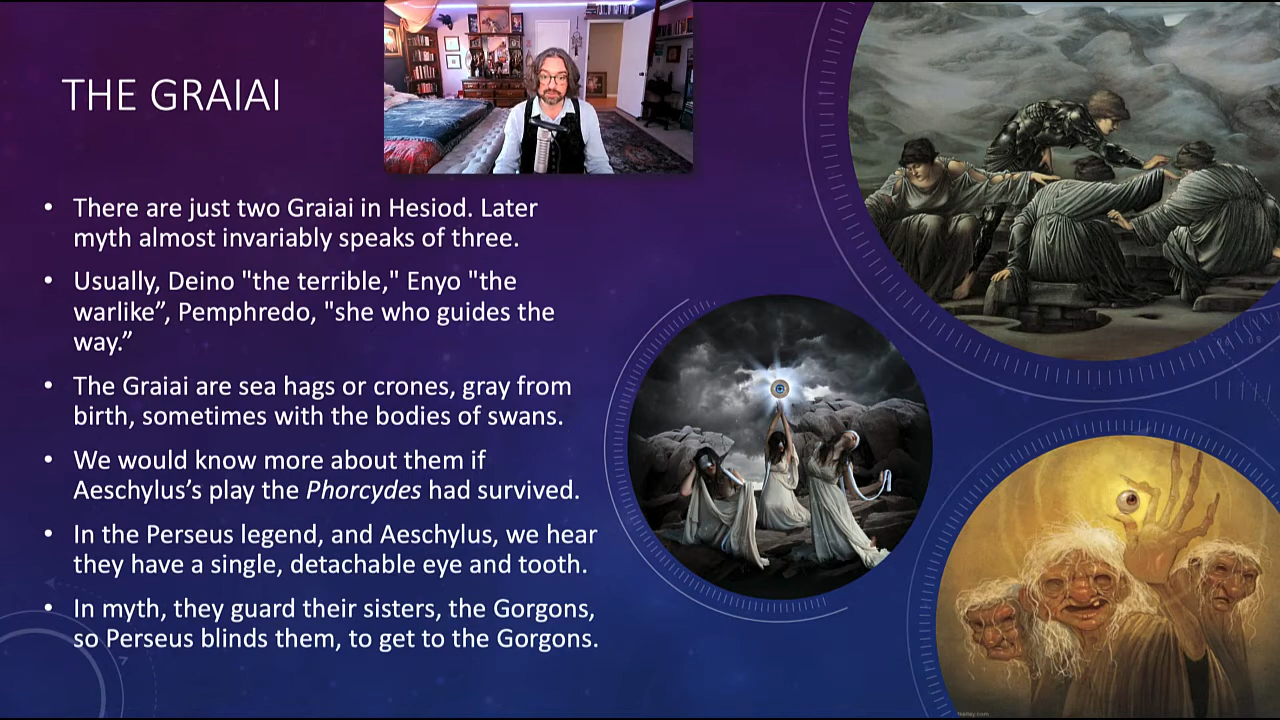 THE GRAIAI
• There are just two Graiai in Hesiod. Later
myth almost invariably speaks of three.
• Usually, Deino "the terrible," Enyo "the
warlike”, Pemphredo, "she who guides the
way.”
• The Graiai are sea hags or crones, gray from
birth, sometimes with the bodies of swans.
• We would know more about them if
Aeschylus’s play the Phorcydes had survived.
• In the Perseus legend, and Aeschylus, we hear
they have a single, detachable eye and tooth.
• In myth, they guard their sisters, the Gorgons,
so Perseus blinds them, to get to the Gorgons.